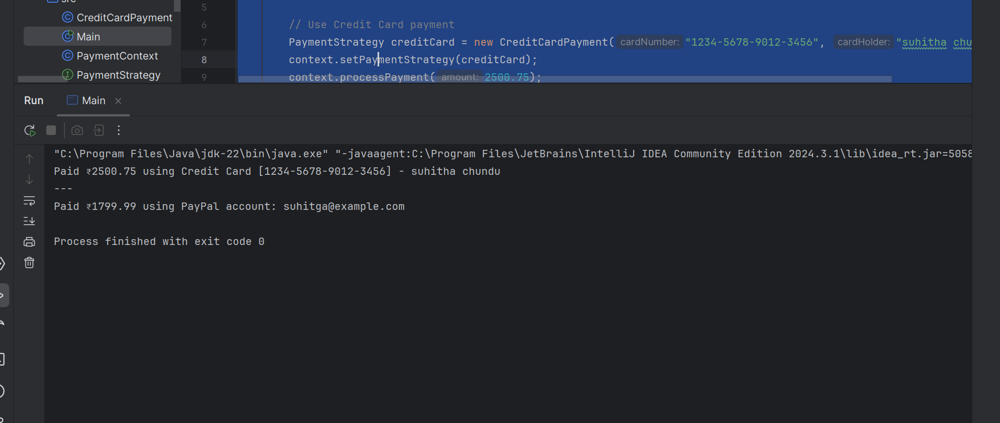 src
CreditCardPayment
Main
PaymentContext
PaymentStrategy
5
6 // Use Credit Card payment
7 PaymentStrategy creditCard = new CreditCardPayment( cardNumber: "1234-5678-9012-3456", cardHolder: "suhitha chu
8 context.setPaymentStrategy(creditCard);
9 context.processPayment( amount: 2500.75);
Run Main
"C:\Program Files\Java\jdk-22\bin\java.exe" "-javaagent:C:\Program Files\JetBrains\IntelliJ IDEA Community Edition 2024.3.1\lib\idea_rt.jar=5058
Paid ₹2500.75 using Credit Card [1234-5678-9012-3456] - suhitha chundu
---
Paid ₹1799.99 using PayPal account: suhitga@example.com
Process finished with exit code 0